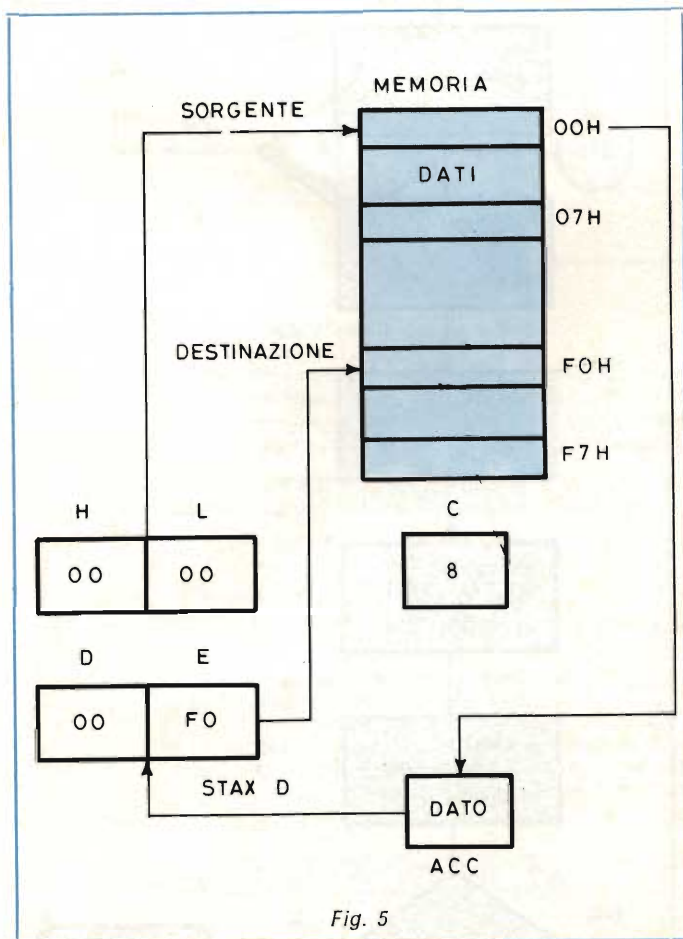 MEMORIA
SORGENTE
00H
DATI
07H
DESTINAZIONE
F0H
F7H
H L
C
00 00
8
D E
00 F0
STAX D
DATO
ACC
Fig. 5